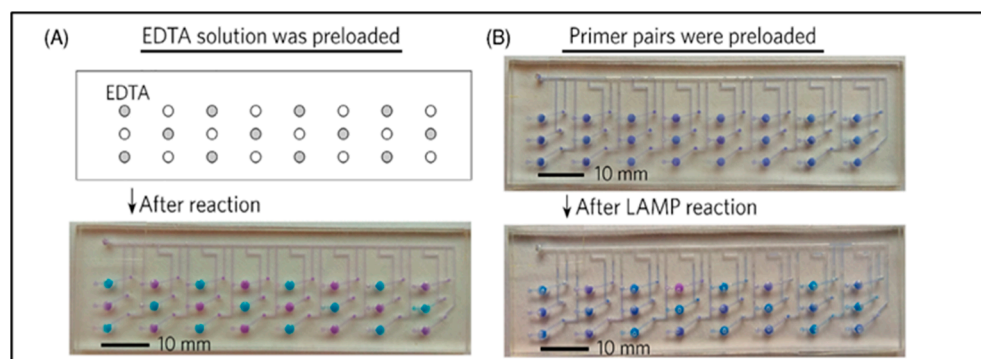 (A) EDTA solution was preloaded
EDTA
After reaction
10 mm
(B) Primer pairs were preloaded
10 mm
After LAMP reaction
10 mm